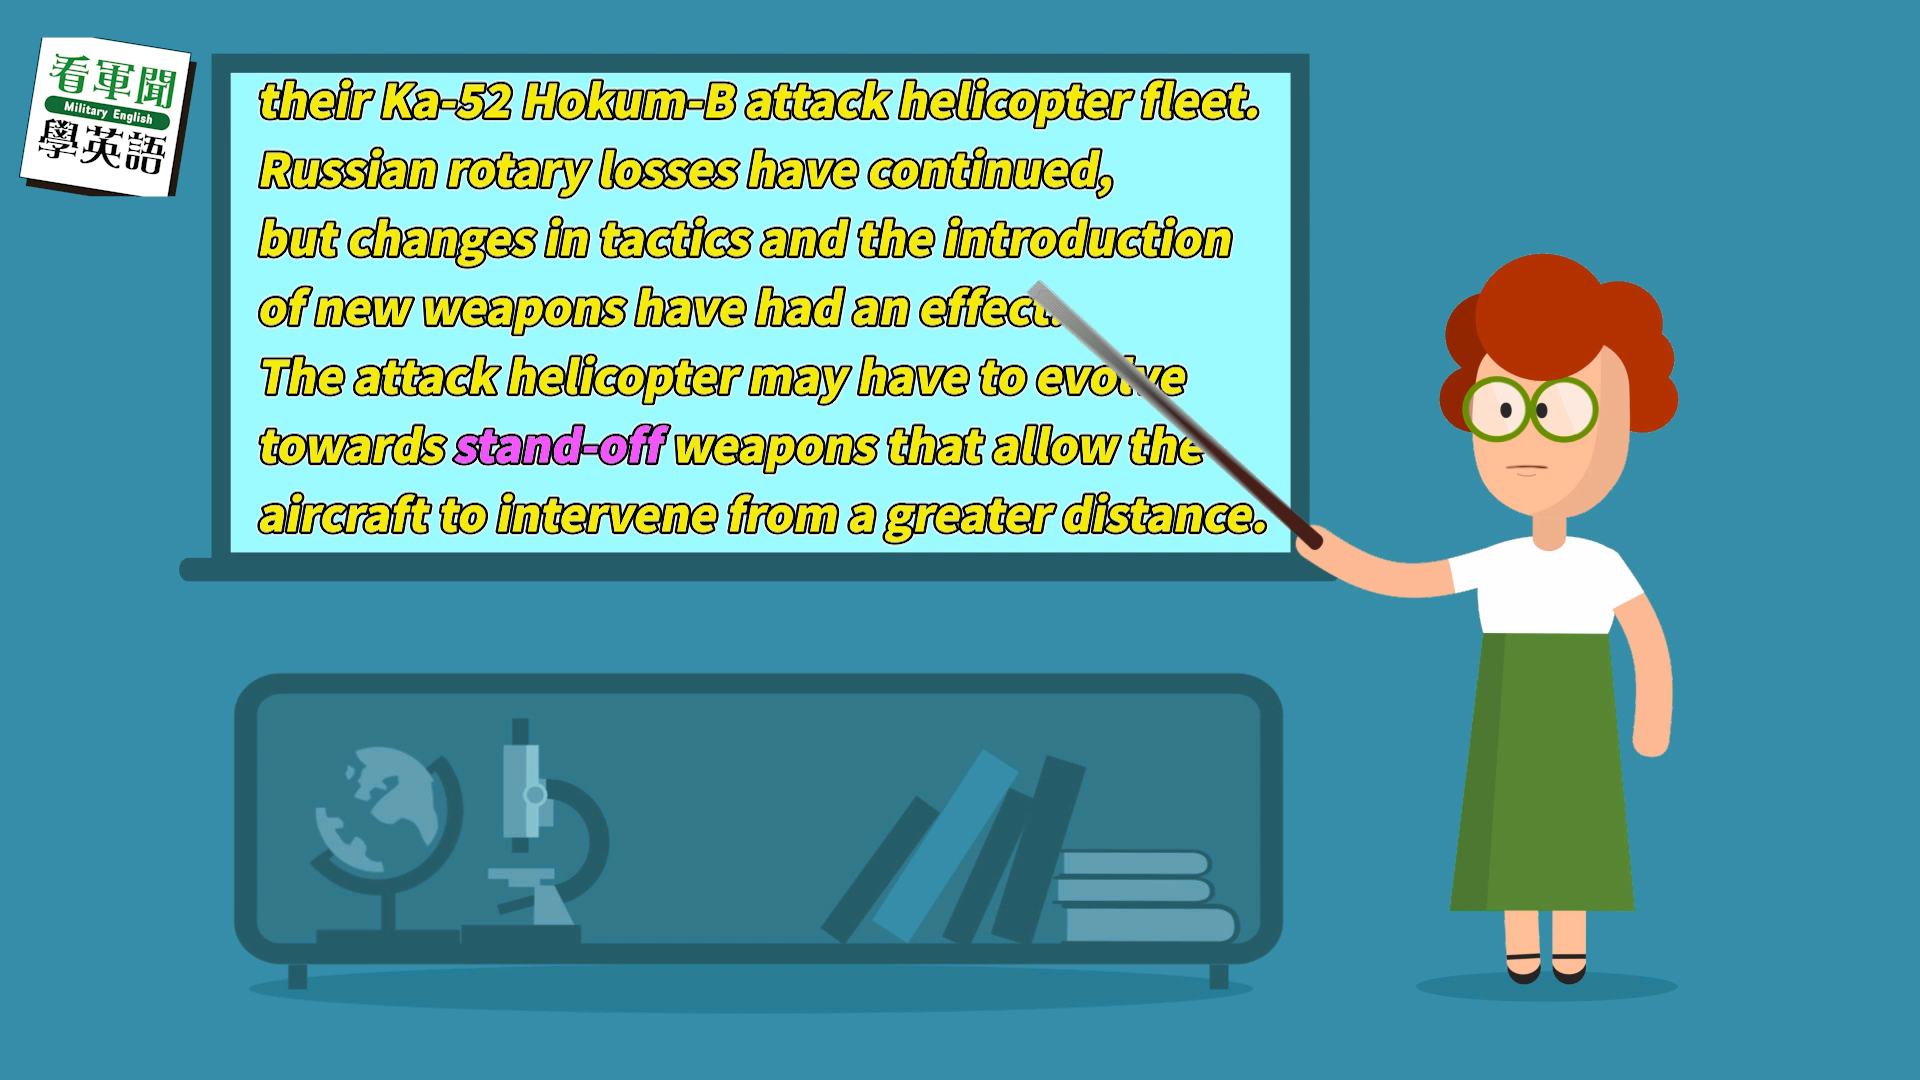 看軍聞
Military English
學英語
their Ka-52 Hokum-B attack helicopter fleet.
Russian rotary losses have continued,
but changes in tactics and the introduction
of new weapons have had an effect.
The attack helicopter may have to evolve
towards stand-off weapons that allow the
aircraft to intervene from a greater distance.